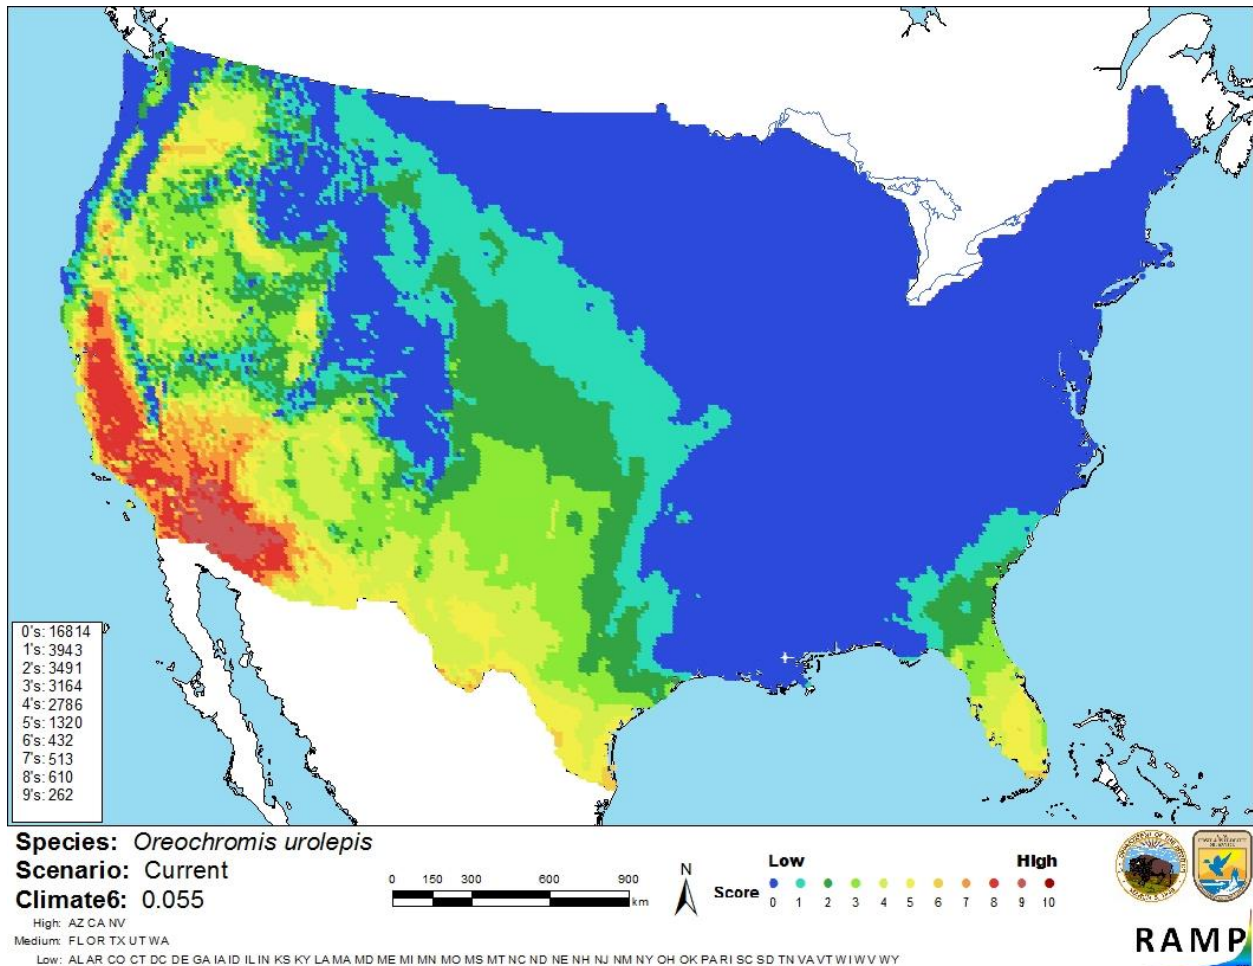 0's: 16814
1's: 3943
2's: 3491
3's: 3164
4's: 2786
5's: 1320
6's: 432
7's: 513
8's: 610
9's: 262
Species: Oreochromis urolepis
Scenario: Current
Climate6: 0.055
High: AZ CA NV
Medium: FL OR TX UT WA
Low: AL AR CO CT DC DE GA IA ID IL IN KS KY LA MA MD ME MI MN MO MS MT NC ND NE NH NJ NM NY OH OK PA RI SC SD TN VA VT WI WV WY
0 150 300 600 900
km
N
Low High
Score
0 1 2 3 4 5 6 7 8 9 10
RAMP